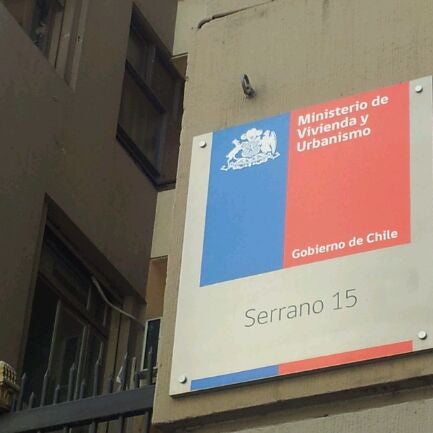 Ministerio de
Vivienda y
Urbanismo
Gobierno de Chile
Serrano 15